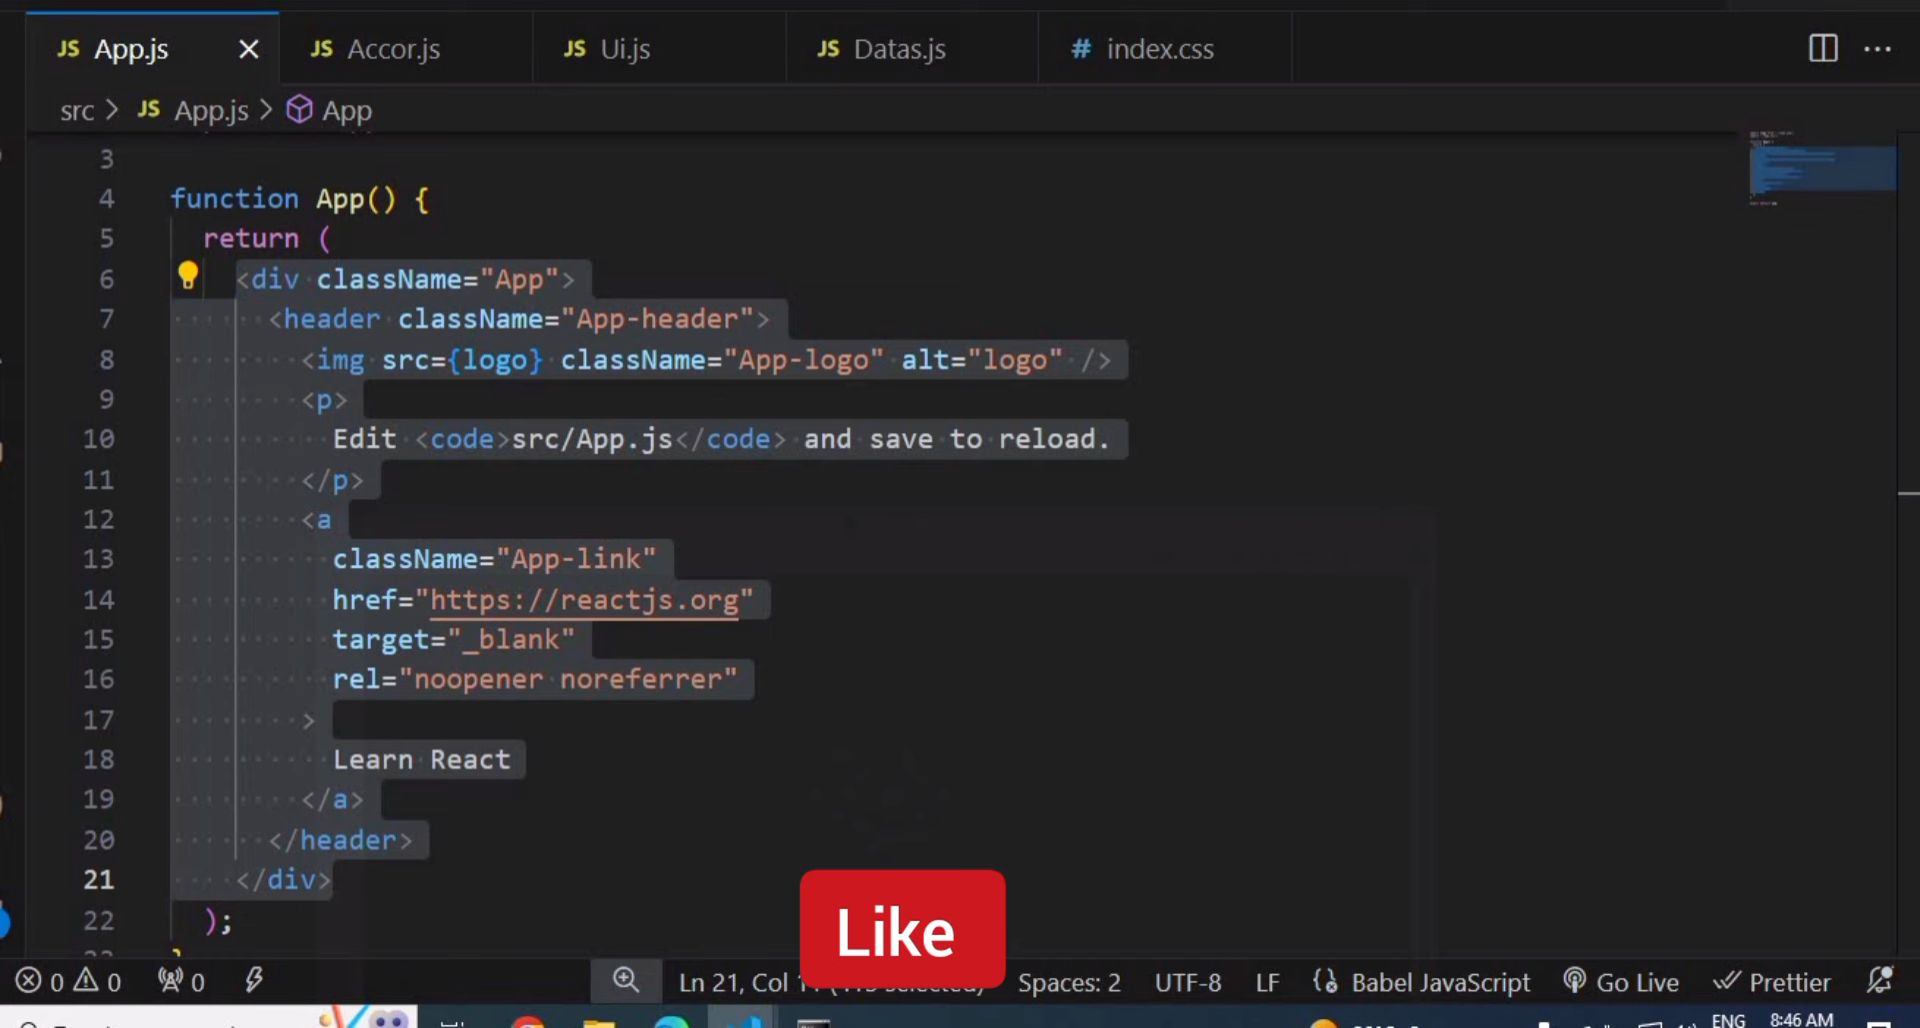 JS App.js × JS Accor.js JS Ui.js JS Datas.js # index.css ···
src > JS App.js > App
3
4 function App() {
5 return (
6 <div className="App">
7 <header className="App-header">
8 <img src={logo} className="App-logo" alt="logo" />
9 <p>
10 Edit <code>src/App.js</code> and save to reload.
11 </p>
12 <a
13 className="App-link"
14 href="https://reactjs.org"
15 target="_blank"
16 rel="noopener noreferrer"
17 >
18 Learn React
19 </a>
20 </header>
21 </div>
22 );
Like
0 0 0 Ln 21, Col Spaces: 2 UTF-8 LF Babel JavaScript Go Live Prettier
ENG 8:46 AM